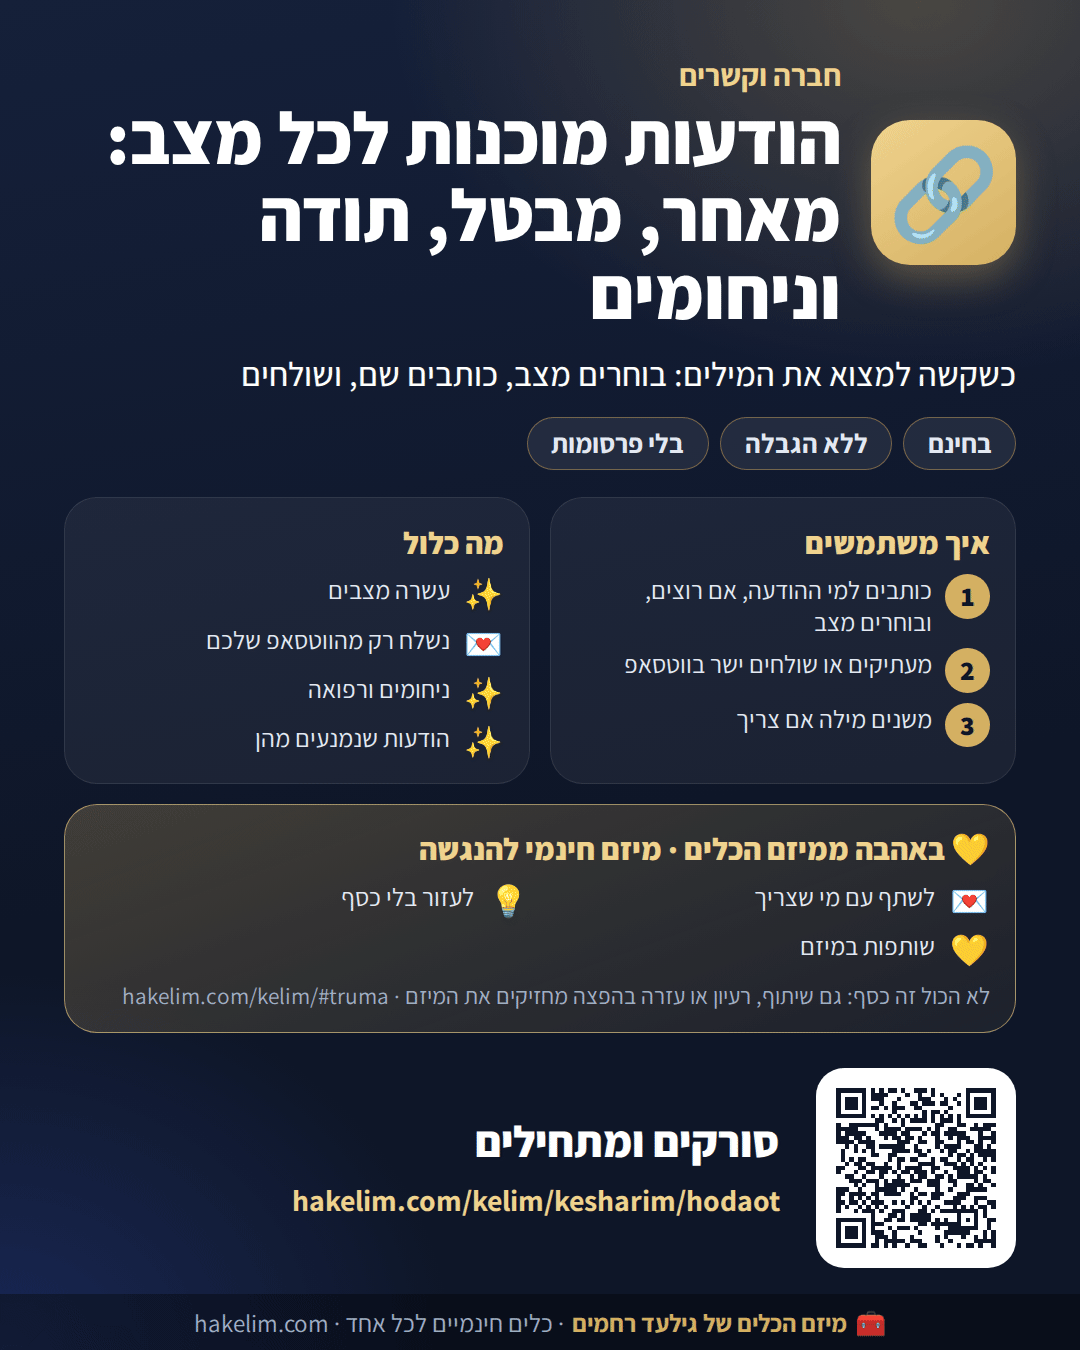 חברה וקשרים
הודעות מוכנות לכל מצב:
מאחר, מבטל, תודה
וניחומים
כשקשה למצוא את המילים: בוחרים מצב, כותבים שם, ושולחים
בחינם
ללא הגבלה
בלי פרסומות
איך משתמשים
1 כותבים למי ההודעה, אם רוצים,
ובוחרים מצב
2 מעתיקים או שולחים ישר בווטסאפ
3 משנים מילה אם צריך
מה כלול
עשרה מצבים
נשלח רק מהווטסאפ שלכם
ניחומים ורפואה
הודעות שנמנעים מהן
באהבה ממיזם הכלים · מיזם חינמי להנגשה
לשתף עם מי שצריך
לעזור בלי כסף
שותפות במיזם
לא הכול זה כסף: גם שיתוף, רעיון או עזרה בהפצה מחזיקים את המיזם · hakelim.com/kelim/#truma
סורקים ומתחילים
hakelim.com/kelim/kesharim/hodaot
מיזם הכלים של גילעד רחמים · כלים חינמיים לכל אחד · hakelim.com